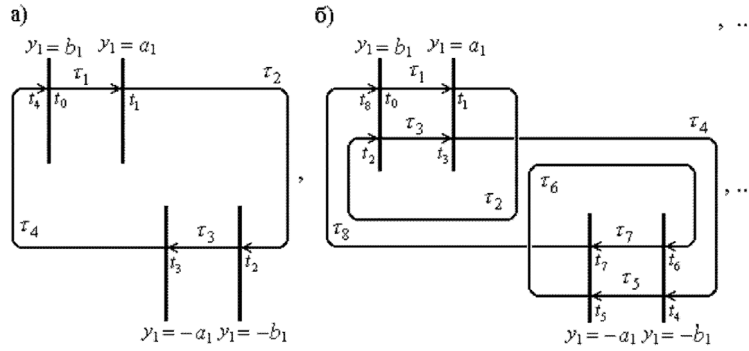 а) б) , ..
y₁ = b₁ y₁ = a₁ y₁ = b₁ y₁ = a₁
τ₁ τ₂ τ₁
t₄ t₀ t₁ t₈ t₀ t₁
τ₃ τ₄
t₂ t₃
, τ₆ , ..
τ₂
τ₄ τ₃ τ₈ τ₇
t₃ t₂ t₇ t₆
τ₅
t₅ t₄
y₁ = −a₁ y₁ = −b₁ y₁ = −a₁ y₁ = −b₁